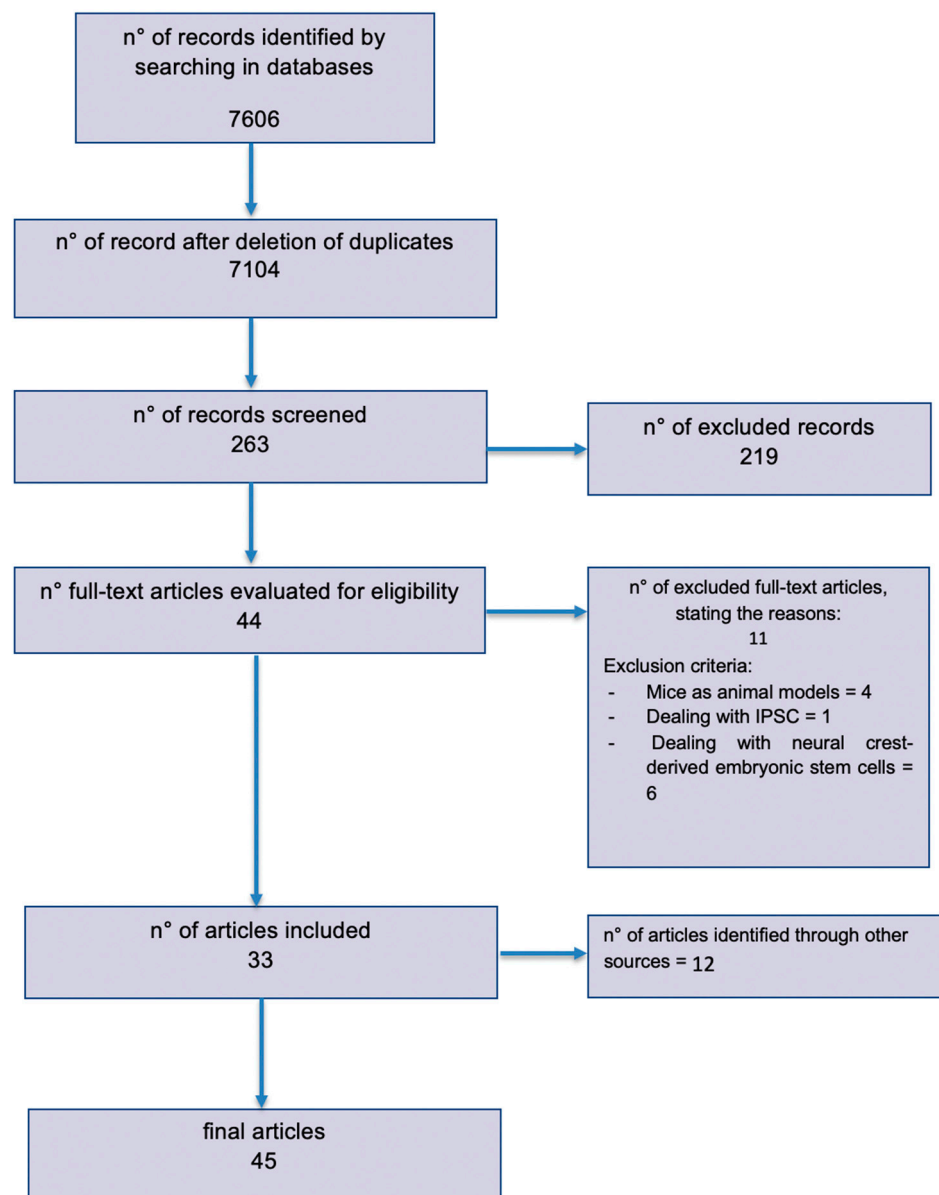 n° of records identified by
searching in databases
7606
n° of record after deletion of duplicates
7104
n° of records screened
263
n° of excluded records
219
n° full-text articles evaluated for eligibility
44
n° of excluded full-text articles,
stating the reasons:
11
Exclusion criteria:
- Mice as animal models = 4
- Dealing with IPSC = 1
- Dealing with neural crest-
derived embryonic stem cells =
6
n° of articles included
33
n° of articles identified through other
sources = 12
final articles
45